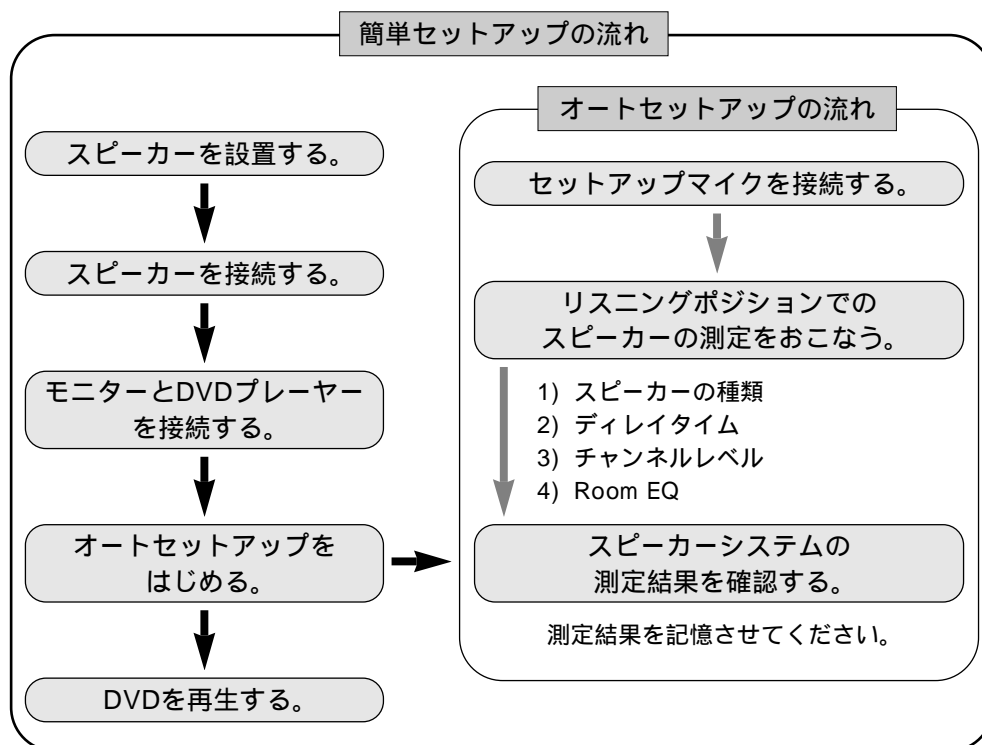 簡単セットアップの流れ
スピーカーを設置する。
スピーカーを接続する。
モニターとDVDプレーヤー
を接続する。
オートセットアップを
はじめる。
DVDを再生する。
オートセットアップの流れ
セットアップマイクを接続する。
リスニングポジションでの
スピーカーの測定をおこなう。
1) スピーカーの種類
2) ディレイタイム
3) チャンネルレベル
4) Room EQ
スピーカーシステムの
測定結果を確認する。
測定結果を記憶させてください。